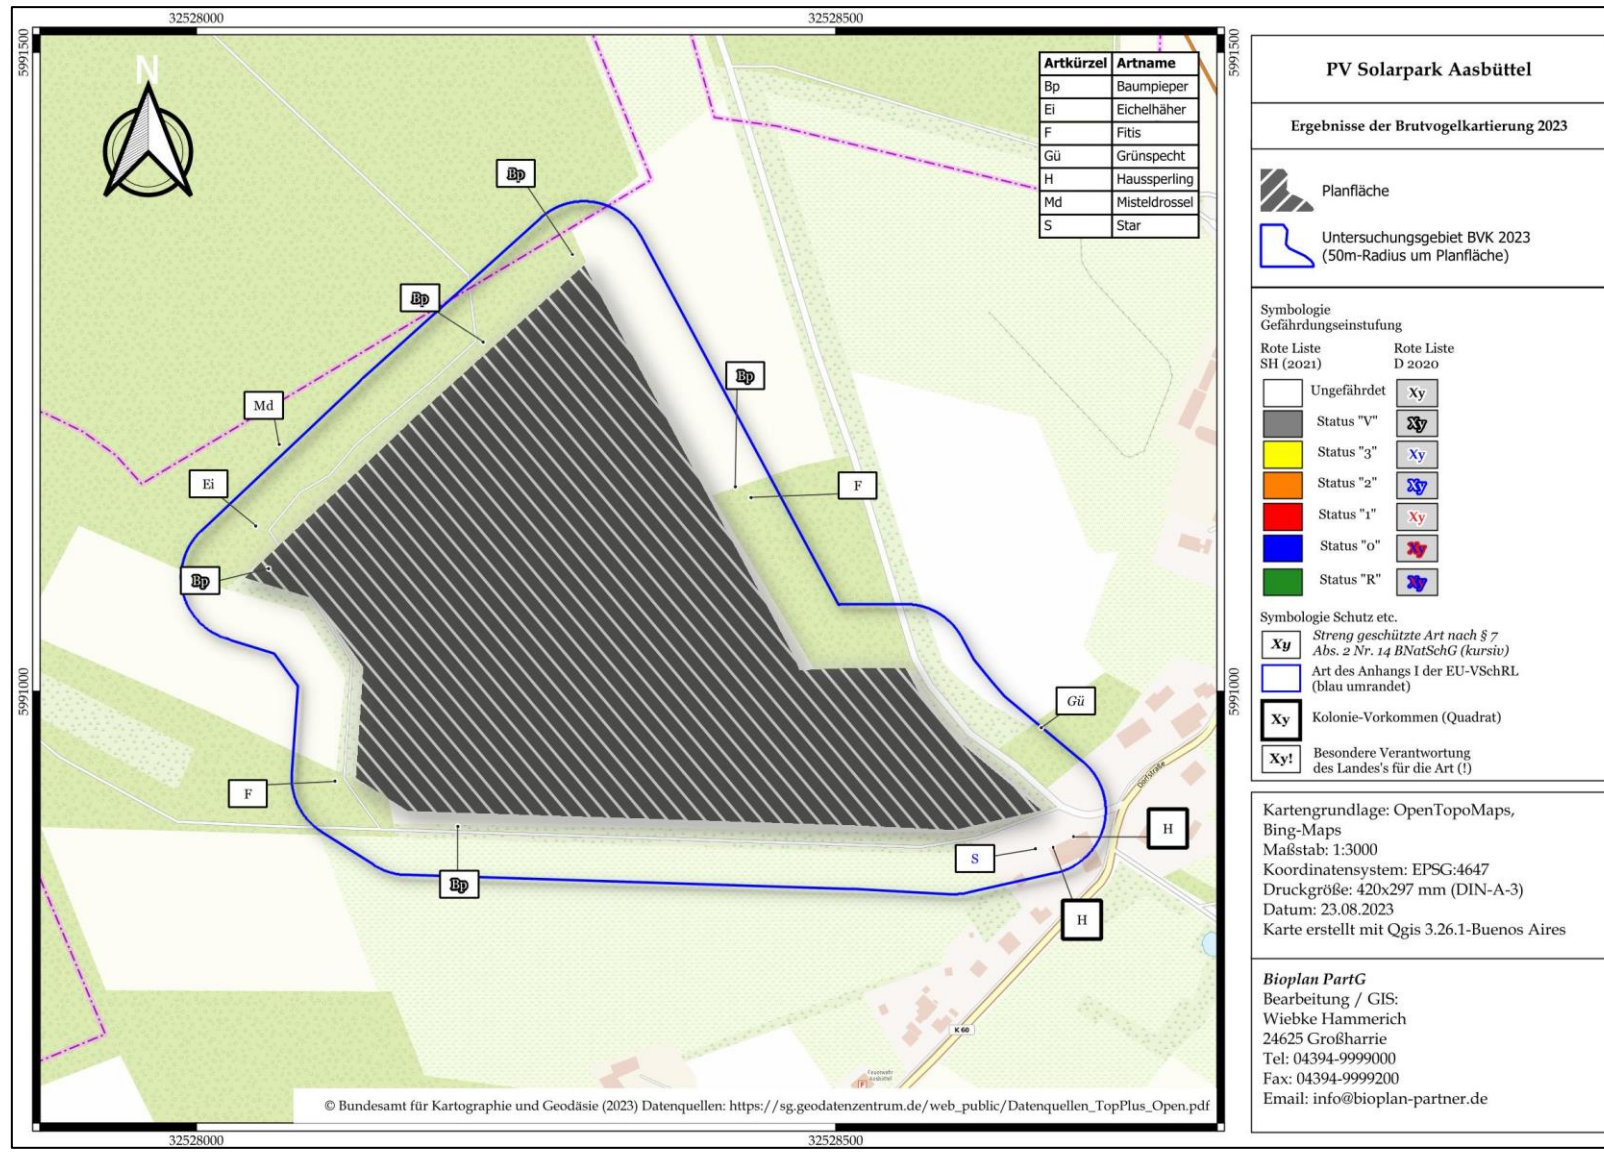 32528000
32528500
5991500
5991500
N
Artkürzel Artname
Bp Baumpieper
Ei Eichelhäher
F Fitis
Gü Grünspecht
H Haussperling
Md Misteldrossel
S Star
Bp
Bp
Bp
Md
Ei
F
Bp
5991000
5991000
Gü
F
Dorfstraße
S
H
Bp
H
K 60
Feuerwehr
Aasbüttel
F
© Bundesamt für Kartographie und Geodäsie (2023) Datenquellen: https://sg.geodatenzentrum.de/web_public/Datenquellen_TopPlus_Open.pdf
32528000
32528500
PV Solarpark Aasbüttel
Ergebnisse der Brutvogelkartierung 2023
Planfläche
Untersuchungsgebiet BVK 2023
(50m-Radius um Planfläche)
Symbologie
Gefährdungseinstufung
Rote Liste
SH (2021)
Rote Liste
D 2020
Ungefährdet Xy
Status "V" Xy
Status "3" Xy
Status "2" Xy
Status "1" Xy
Status "0" Xy
Status "R" Xy
Symbologie Schutz etc.
Xy Streng geschützte Art nach § 7
Abs. 2 Nr. 14 BNatSchG (kursiv)
Art des Anhangs I der EU-VSchRL
(blau umrandet)
Xy Kolonie-Vorkommen (Quadrat)
Xy! Besondere Verantwortung
des Landes's für die Art (!)
Kartengrundlage: OpenTopoMaps,
Bing-Maps
Maßstab: 1:3000
Koordinatensystem: EPSG:4647
Druckgröße: 420x297 mm (DIN-A-3)
Datum: 23.08.2023
Karte erstellt mit Qgis 3.26.1-Buenos Aires
Bioplan PartG
Bearbeitung / GIS:
Wiebke Hammerich
24625 Großharrie
Tel: 04394-9999000
Fax: 04394-9999200
Email: info@bioplan-partner.de